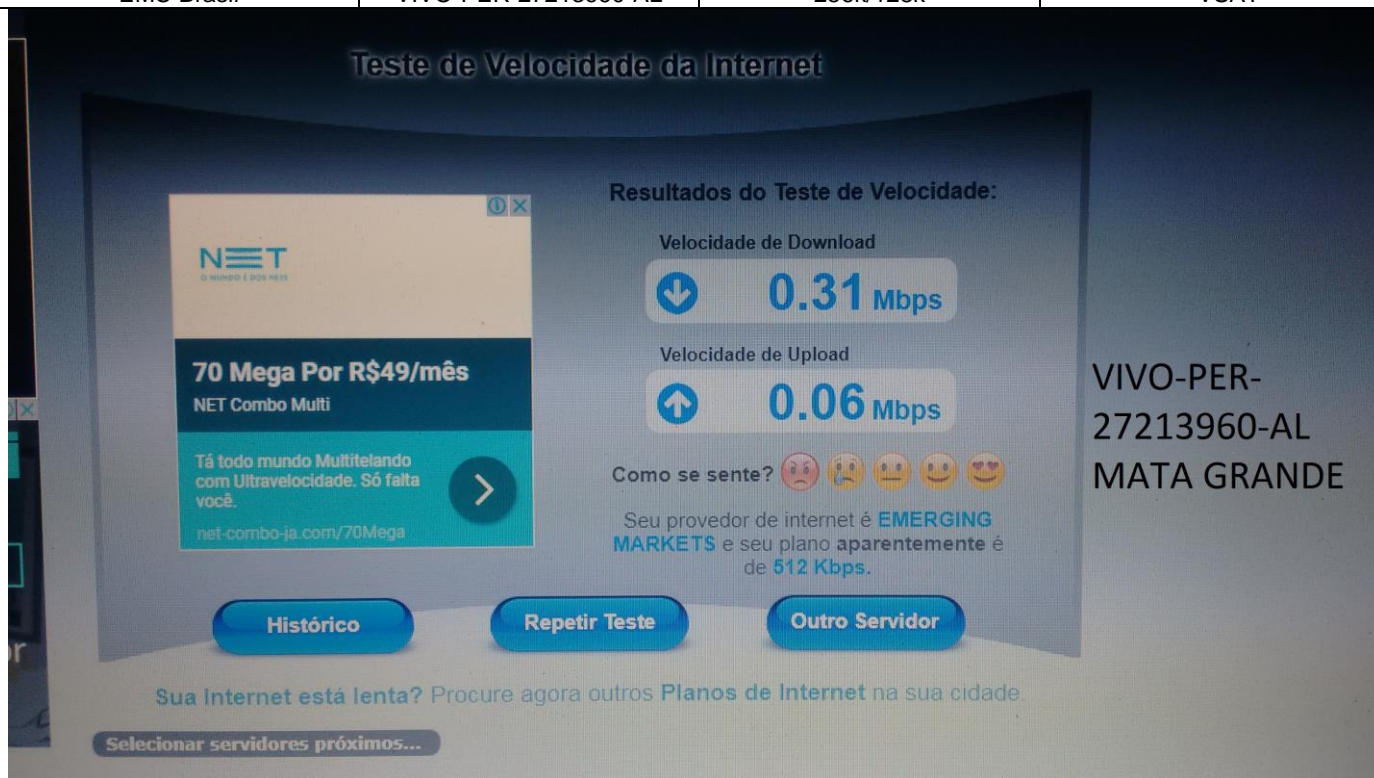 Teste de Velocidade da Internet
Resultados do Teste de Velocidade:
Velocidade de Download
0.31 Mbps
Velocidade de Upload
0.06 Mbps
Como se sente?
Seu provedor de internet é EMERGING
MARKETS e seu plano aparentemente é
de 512 Kbps.
NET
O MUNDO É DOS NETS
70 Mega Por R$49/mês
NET Combo Multi
Tá todo mundo Multitelando
com Ultravelocidade. Só falta
você.
net-combo-ja.com/70Mega
VIVO-PER-
27213960-AL
MATA GRANDE
Histórico
Repetir Teste
Outro Servidor
Sua Internet está lenta? Procure agora outros Planos de Internet na sua cidade.
Selecionar servidores próximos...